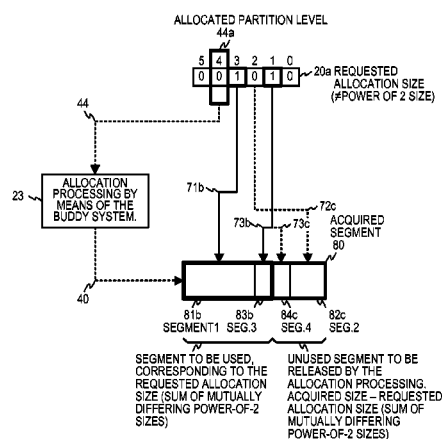 ALLOCATED PARTITION LEVEL
44a
5 4 3 2 1 0
0 0 1 0 1 0
20a REQUESTED
ALLOCATION SIZE
(≠POWER OF 2 SIZE)
44
71b
23
ALLOCATION
PROCESSING BY
MEANS OF THE
BUDDY SYSTEM.
72c
73b
73c
ACQUIRED
SEGMENT
80
40
81b
SEGMENT1
83b
SEG.3
84c
SEG.4
82c
SEG.2
SEGMENT TO BE USED,
CORRESPONDING TO
THE REQUESTED
ALLOCATION SIZE
(SUM OF MUTUALLY
DIFFERING
POWER-OF-2
SIZES)
UNUSED SEGMENT TO BE
RELEASED BY THE
ALLOCATION PROCESSING.
ACQUIRED SIZE – REQUESTED
ALLOCATION SIZE (SUM
OF MUTUALLY
DIFFERING
POWER-OF-2 SIZES)